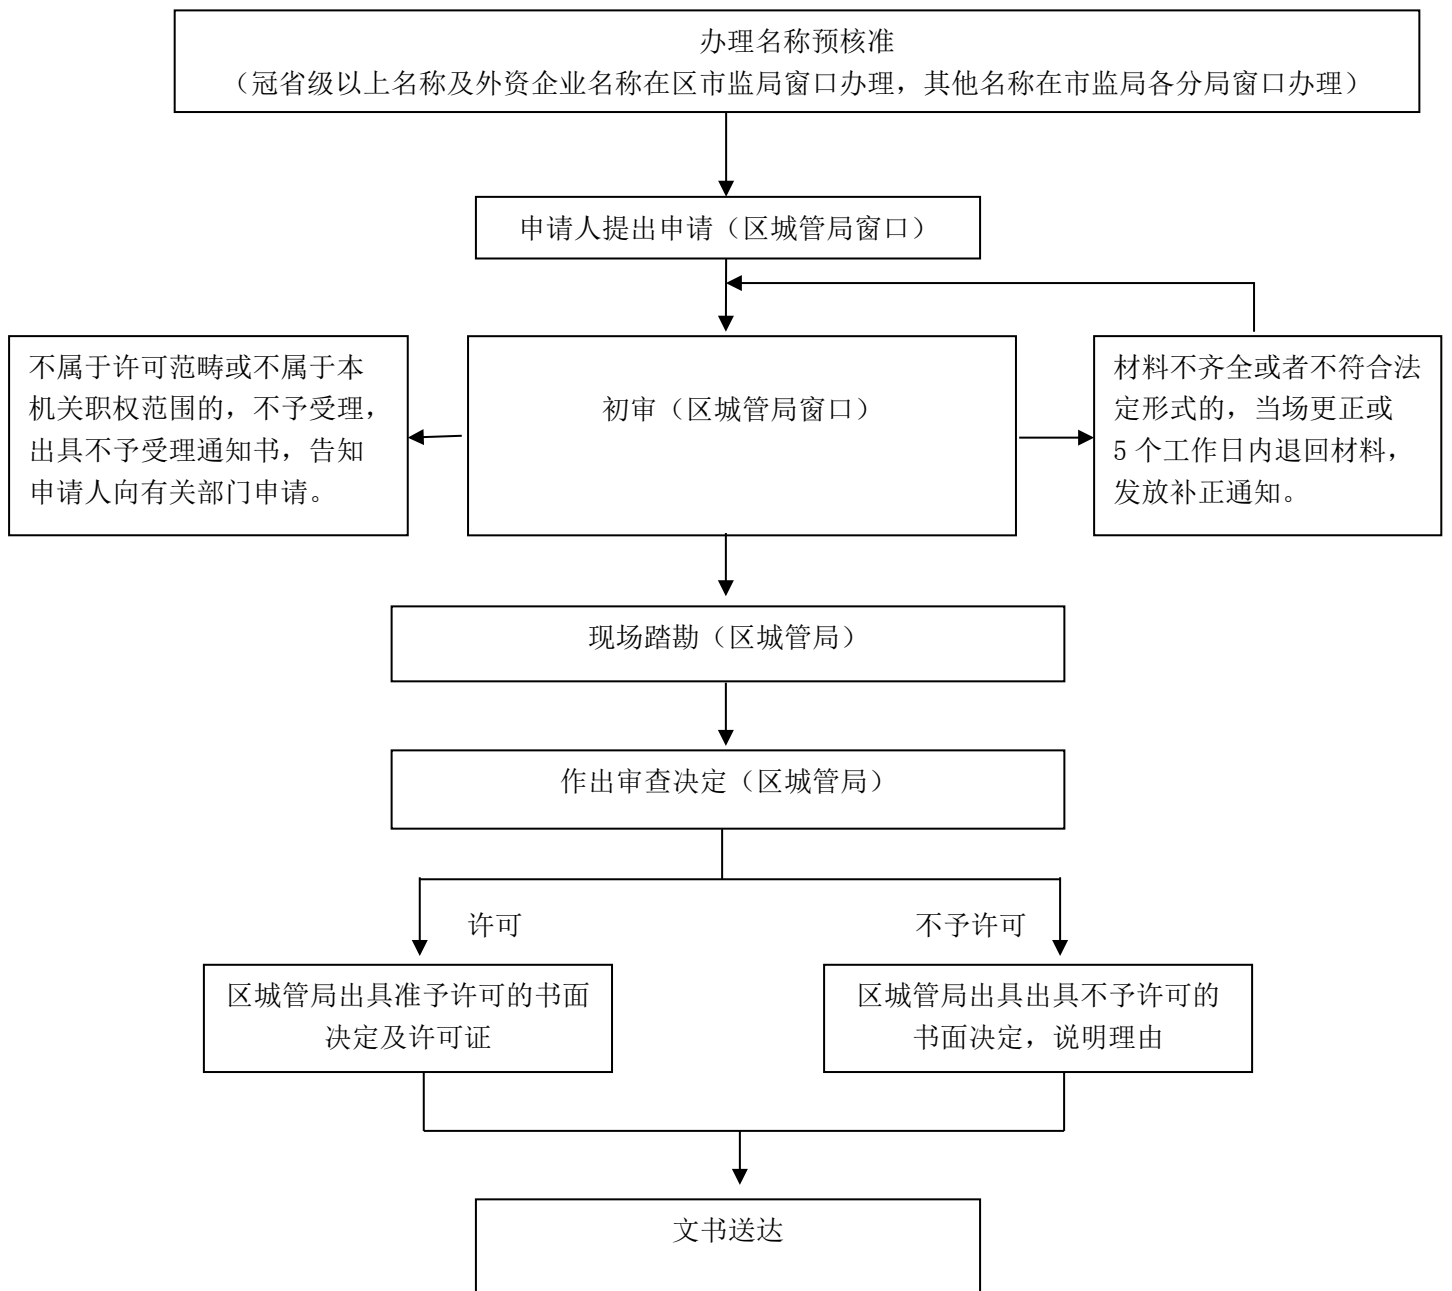 办理名称预核准
（冠省级以上名称及外资企业名称在区市监局窗口办理，其他名称在市监局各分局窗口办理）
申请人提出申请（区城管局窗口）
不属于许可范畴或不属于本
机关职权范围的，不予受理，
出具不予受理通知书，告知
申请人向有关部门申请。
初审（区城管局窗口）
材料不齐全或者不符合法
定形式的，当场更正或
5 个工作日内退回材料，
发放补正通知。
现场踏勘（区城管局）
作出审查决定（区城管局）
许可
不予许可
区城管局出具准予许可的书面
决定及许可证
区城管局出具出具不予许可的
书面决定，说明理由
文书送达